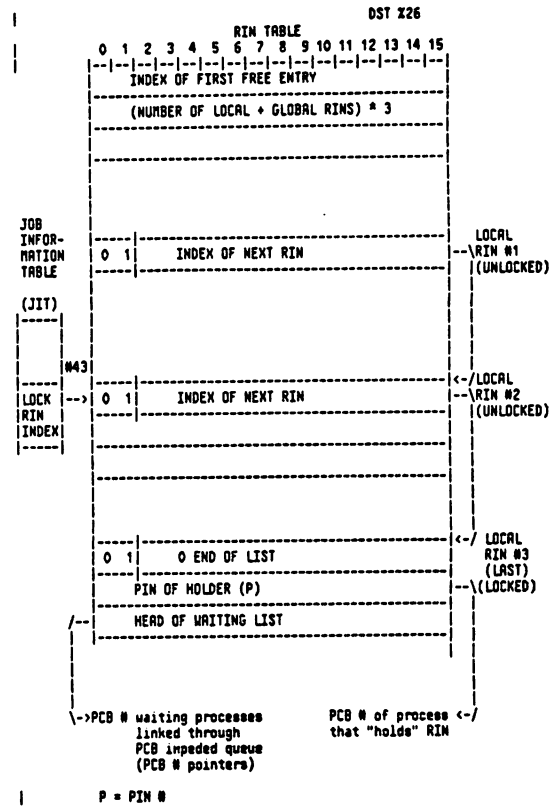 DST %26
RIN TABLE
0 1 2 3 4 5 6 7 8 9 10 11 12 13 14 15
INDEX OF FIRST FREE ENTRY
(NUMBER OF LOCAL + GLOBAL RINS) * 3
JOB
INFOR-
MATION
TABLE
(JIT)
0 1 INDEX OF NEXT RIN
LOCAL
RIN #1
(UNLOCKED)
#43
LOCK
RIN
INDEX
0 1 INDEX OF NEXT RIN
LOCAL
RIN #2
(UNLOCKED)
0 1 0 END OF LIST
LOCAL
RIN #3
(LAST)
(LOCKED)
PIN OF HOLDER (P)
HEAD OF WAITING LIST
PCB # waiting processes
linked through
PCB impeded queue
(PCB # pointers)
PCB # of process
that "holds" RIN
P = PIN #